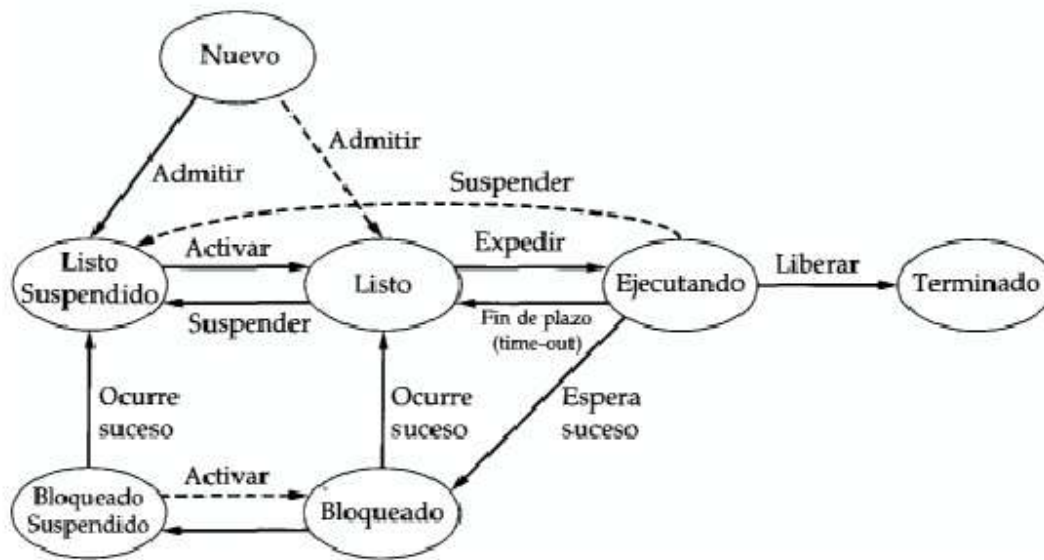 Nuevo
Admitir
Admitir
Suspender
Listo
Suspendido
Activar
Suspender
Listo
Expedir
Fin de plazo
(time-out)
Ejecutando
Liberar
Terminado
Ocurre
suceso
Ocurre
suceso
Espera
suceso
Bloqueado
Suspendido
Activar
Bloqueado